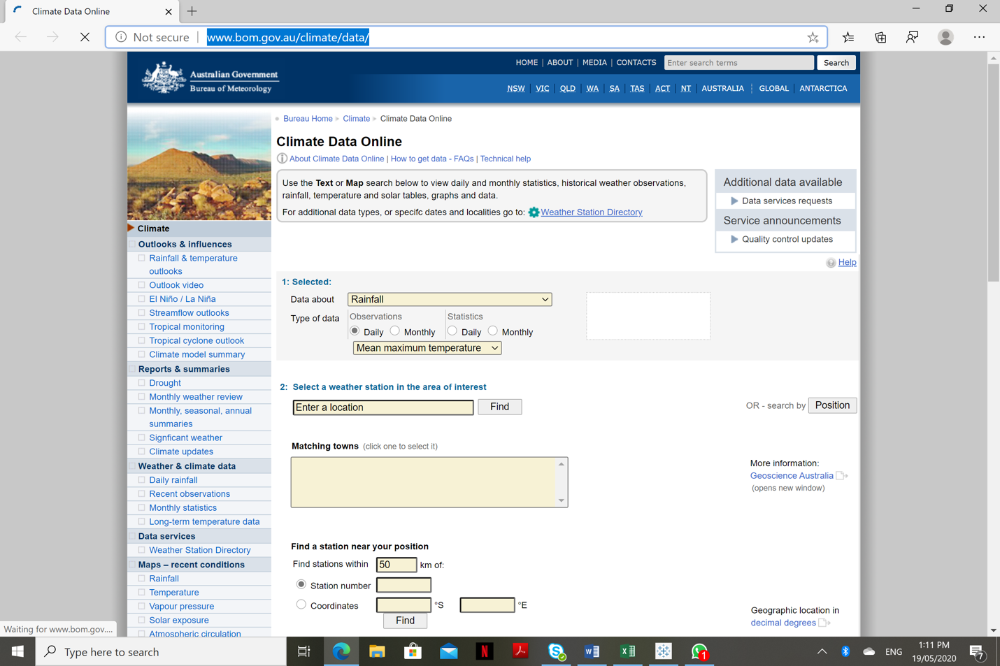 Climate Data Online
Not secure
www.bom.gov.au/climate/data/
HOME | ABOUT | MEDIA | CONTACTS
Enter search terms
Search
Australian Government
Bureau of Meteorology
NSW | VIC | QLD | WA | SA | TAS | ACT | NT | AUSTRALIA | GLOBAL | ANTARCTICA
Bureau Home Climate Climate Data Online
Climate Data Online
About Climate Data Online | How to get data - FAQs | Technical help
Use the Text or Map search below to view daily and monthly statistics, historical weather observations,
rainfall, temperature and solar tables, graphs and data.
For additional data types, or specifc dates and localities go to: Weather Station Directory
Additional data available
Data services requests
Service announcements
Quality control updates
Help
Climate
Outlooks & influences
Rainfall & temperature
outlooks
Outlook video
El Niño / La Niña
Streamflow outlooks
Tropical monitoring
Tropical cyclone outlook
Climate model summary
Reports & summaries
Drought
Monthly weather review
Monthly, seasonal, annual
summaries
Signficant weather
Climate updates
Weather & climate data
Daily rainfall
Recent observations
Monthly statistics
Long-term temperature data
Data services
Weather Station Directory
Maps – recent conditions
Rainfall
Temperature
Vapour pressure
Solar exposure
Atmospheric circulation
1: Selected:
Data about
Rainfall
Type of data
Observations
Statistics
Daily Monthly
Daily Monthly
Mean maximum temperature
2: Select a weather station in the area of interest
Enter a location
Find
OR - search by
Position
Matching towns (click one to select it)
More information:
Geoscience Australia
(opens new window)
Find a station near your position
Find stations within 50 km of:
Station number
Coordinates °S °E
Find
Geographic location in
decimal degrees
Waiting for www.bom.gov....
Type here to search
N
W
X
1
ENG
1:11 PM
19/05/2020
7